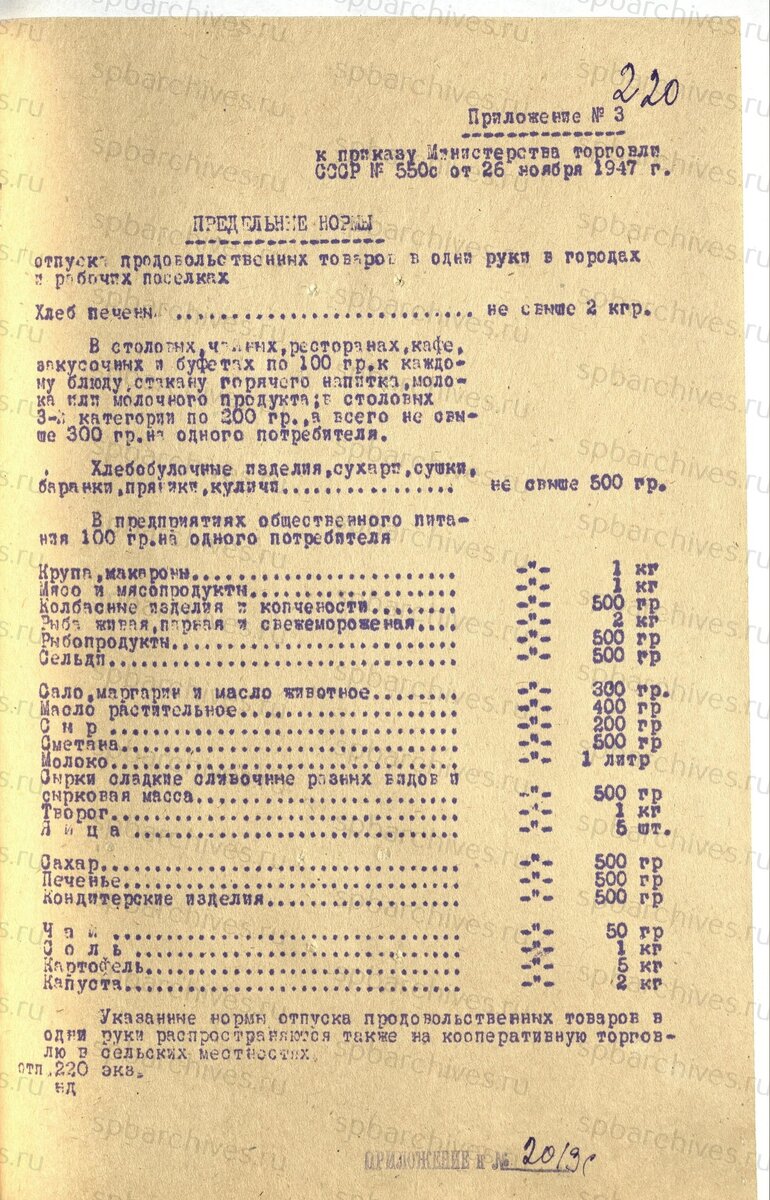 220
Приложение № 3
к приказу Министерства торговли
СССР № 550с от 26 ноября 1947 г.
ПРЕДЕЛЬНЫЕ НОРМЫ
отпуска продовольственных товаров в одни руки в городах
и рабочих поселках
Хлеб печеный ............................ не свыше 2 кгр.
В столовых,чайных,ресторанах,кафе,
закусочных и буфетах по 100 гр.к каждо-
му блюду,стакану горячего напитка,моло-
ка или молочного продукта;в столовых
3-й категории по 200 гр.,а всего не свы-
ше 300 гр.на одного потребителя.
Хлебобулочные изделия,сухари,сушки,
баранки,пряники,куличи................ не свыше 500 гр.
В предприятиях общественного пита-
ния 100 гр.на одного потребителя
Крупа,макароны......................... -"- 1 кг
Мясо и мясопродукты.................... -"- 1 кг
Колбасные изделия и копчености........ -"- 500 гр
Рыба живая,парная и свежемороженая.... -"- 2 кг
Рыбопродукты........................... -"- 500 гр
Сельди................................. -"- 500 гр
Сало,маргарин и масло животное........ -"- 300 гр.
Масло растительное..................... -"- 400 гр
С ы р ................................. -"- 200 гр
Сметана................................ -"- 500 гр
Молоко................................. -"- 1 литр
Сырки сладкие сливочные разных видов и
сырковая масса......................... -"- 500 гр
Творог................................. -"- 1 кг
Я й ц а ............................... -"- 5 шт.
Сахар.................................. -"- 500 гр
Печенье................................ -"- 500 гр
Кондитерские изделия................... -"- 500 гр
Ч а й ................................. -"- 50 гр
С о л ь ............................... -"- 1 кг
Картофель.............................. -"- 5 кг
Капуста................................ -"- 2 кг
Указанные нормы отпуска продовольственных товаров в
одни руки распространяются также на кооперативную торгов-
лю в сельских местностях.
отп.220 экз.
НД
ПРИЛОЖЕНИЕ к №
spbarchives.ru